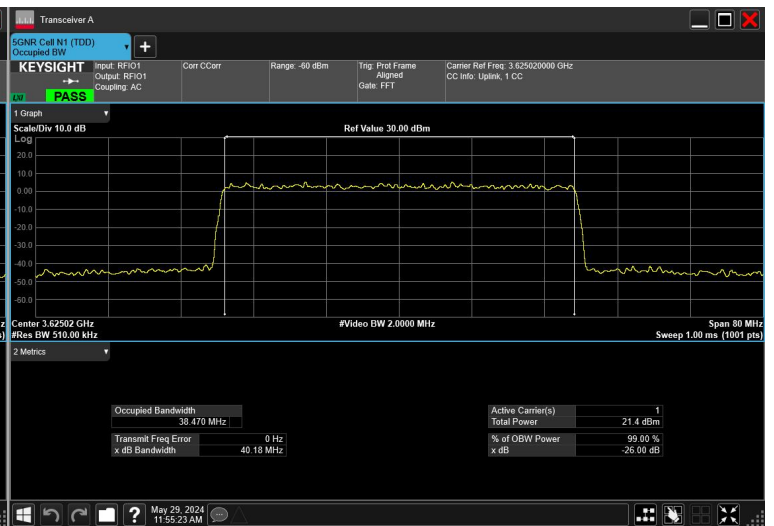 Transceiver A
5GNR Cell N1 (TDD)
Occupied BW
+
KEYSIGHT
Input: RFIO1
Output: RFIO1
Coupling: AC
Corr CCorr
Range: -60 dBm
Trig: Prot Frame
Aligned
Gate: FFT
Carrier Ref Freq: 3.625020000 GHz
CC Info: Uplink, 1 CC
LXI
PASS
1 Graph
Scale/Div 10.0 dB
Ref Value 30.00 dBm
Log
20.0
10.0
0.00
-10.0
-20.0
-30.0
-40.0
-50.0
-60.0
Center 3.62502 GHz
#Video BW 2.0000 MHz
Span 80 MHz
#Res BW 510.00 kHz
Sweep 1.00 ms (1001 pts)
2 Metrics
Occupied Bandwidth
38.470 MHz
Transmit Freq Error 0 Hz
x dB Bandwidth 40.18 MHz
Active Carrier(s) 1
Total Power 21.4 dBm
% of OBW Power 99.00 %
x dB -26.00 dB
?
May 29, 2024
11:55:23 AM